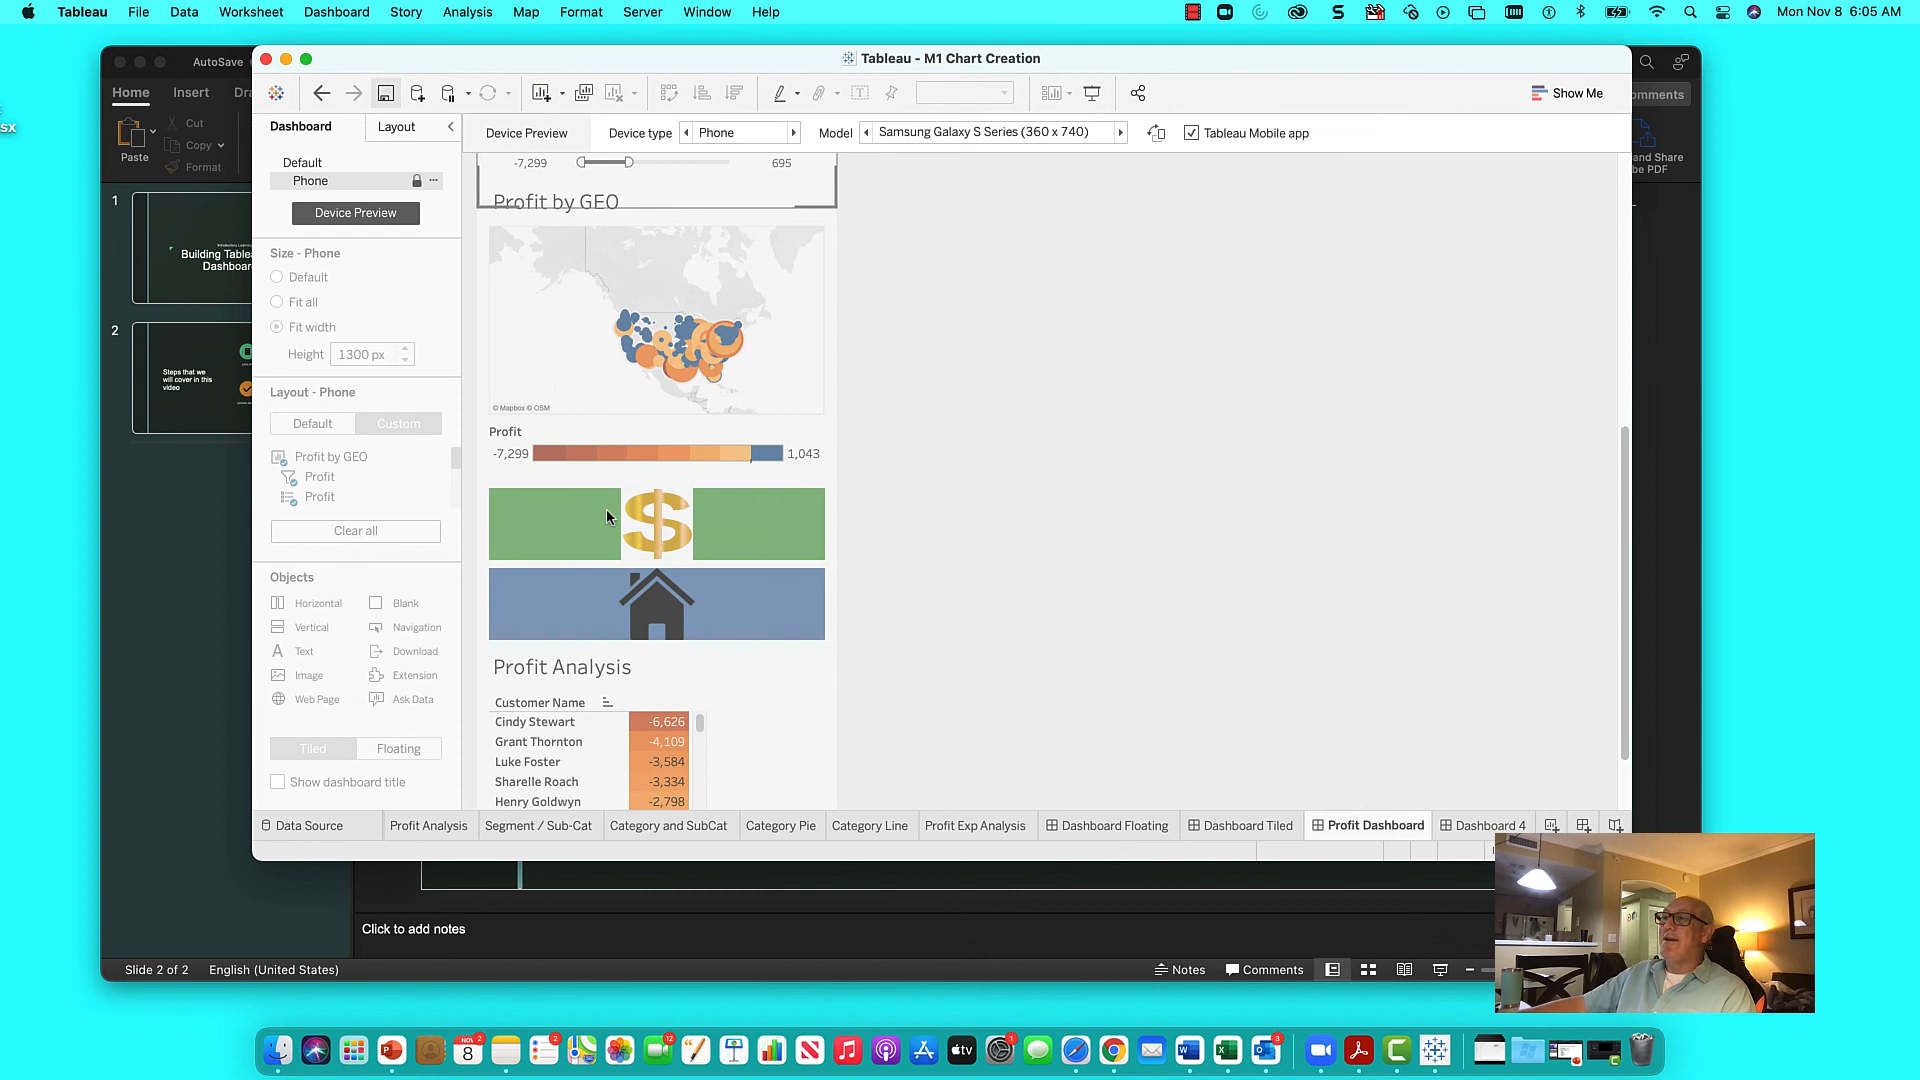 Tableau File Data Worksheet Dashboard Story Analysis Map Format Server Window Help
Mon Nov 8 6:05 AM
AutoSave
Tableau - M1 Chart Creation
Home Insert
Show Me
omments
Cut
Copy
Format
Paste
Dashboard Layout
Device Preview Device type Phone Model Samsung Galaxy S Series (360 x 740) Tableau Mobile app
Default
Phone
Device Preview
and Share
be PDF
sx
1
Building Table
Dashboar
2
Steps that we
will cover in this
video
Size - Phone
Default
Fit all
Fit width
Height 1300 px
Layout - Phone
Default Custom
Profit by GEO
Profit
Profit
Clear all
Objects
Horizontal Blank
Vertical Navigation
Text Download
Image Extension
Web Page Ask Data
Tiled Floating
Show dashboard title
-7,299 695
Profit by GEO
© Mapbox © OSM
Profit
-7,299 1,043
$
Profit Analysis
Customer Name
Cindy Stewart -6,626
Grant Thornton -4,109
Luke Foster -3,584
Sharelle Roach -3,334
Henry Goldwyn -2,798
Data Source Profit Analysis Segment / Sub-Cat Category and SubCat Category Pie Category Line Profit Exp Analysis Dashboard Floating Dashboard Tiled Profit Dashboard Dashboard 4
Click to add notes
Slide 2 of 2 English (United States) Notes Comments